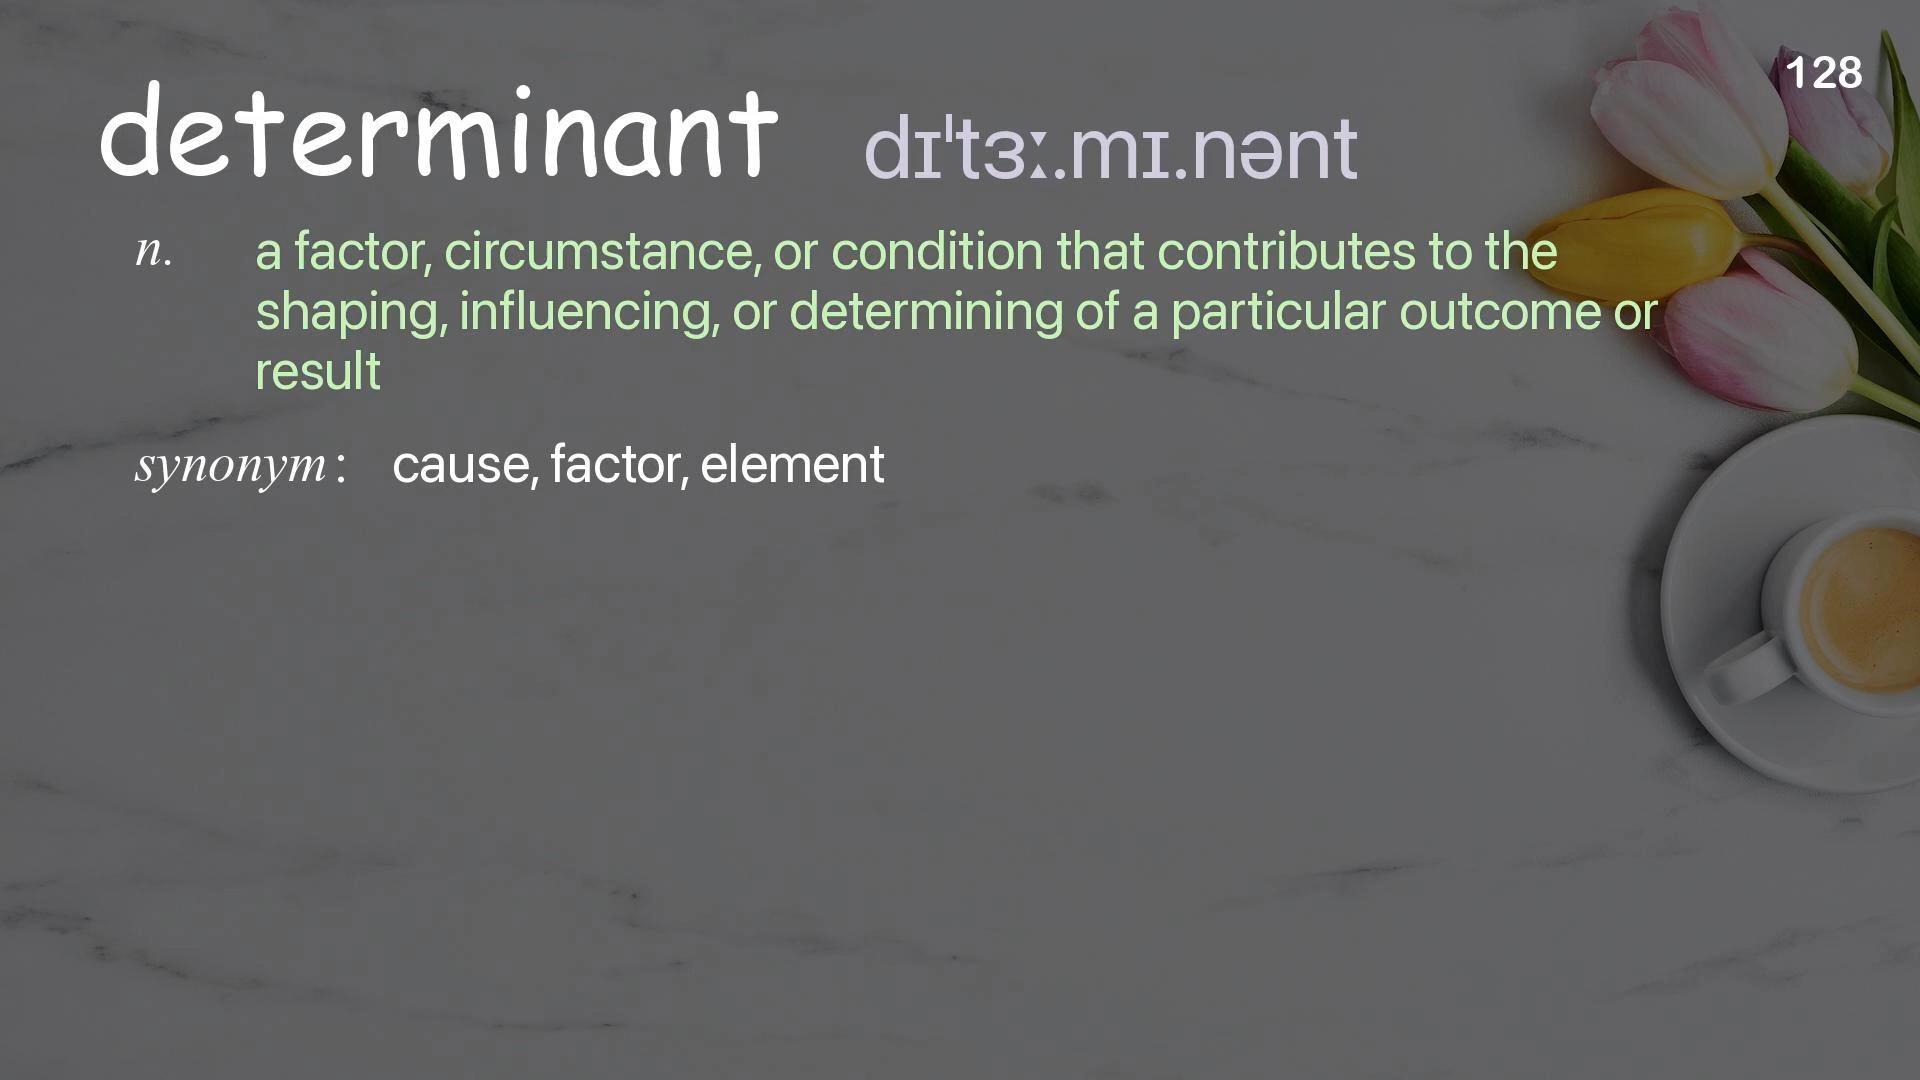 128
determinant dɪˈtɜː.mɪ.nənt
n. a factor, circumstance, or condition that contributes to the
shaping, influencing, or determining of a particular outcome or
result
synonym : cause, factor, element